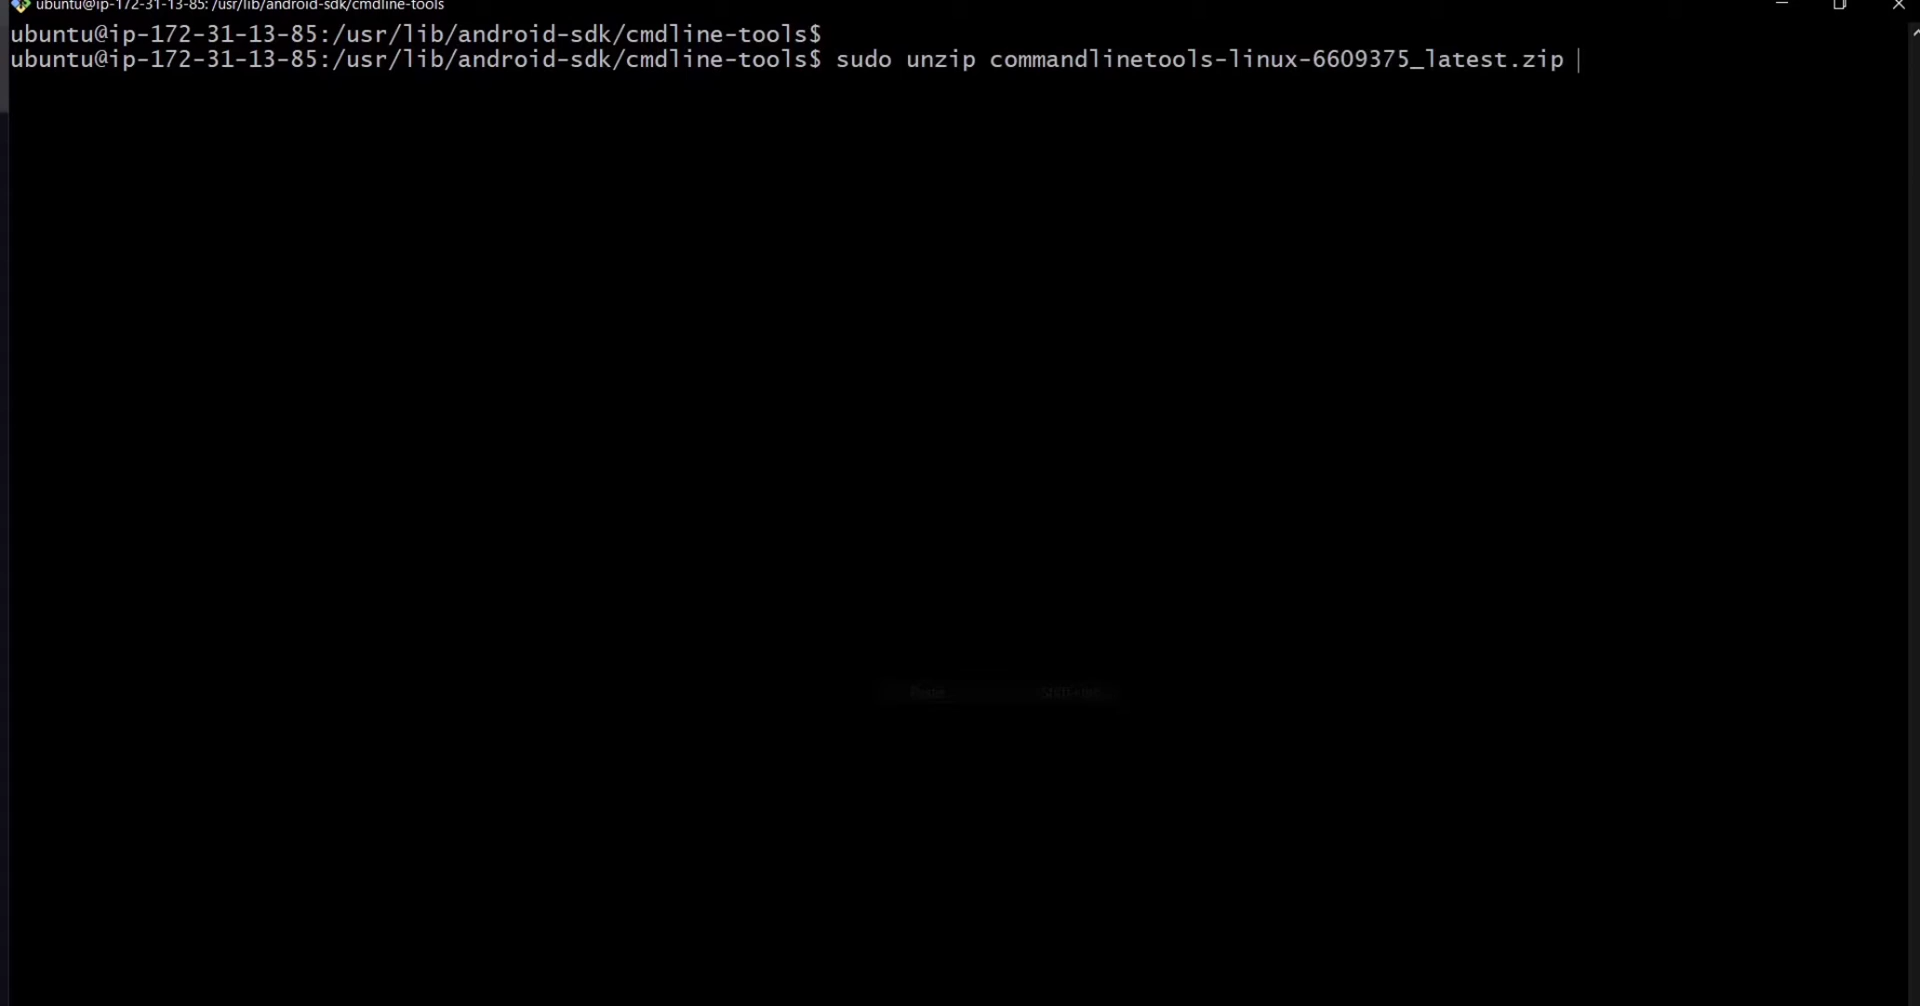 ubuntu@ip-172-31-13-85: /usr/lib/android-sdk/cmdline-tools
ubuntu@ip-172-31-13-85:/usr/lib/android-sdk/cmdline-tools$
ubuntu@ip-172-31-13-85:/usr/lib/android-sdk/cmdline-tools$ sudo unzip commandlinetools-linux-6609375_latest.zip
Paste